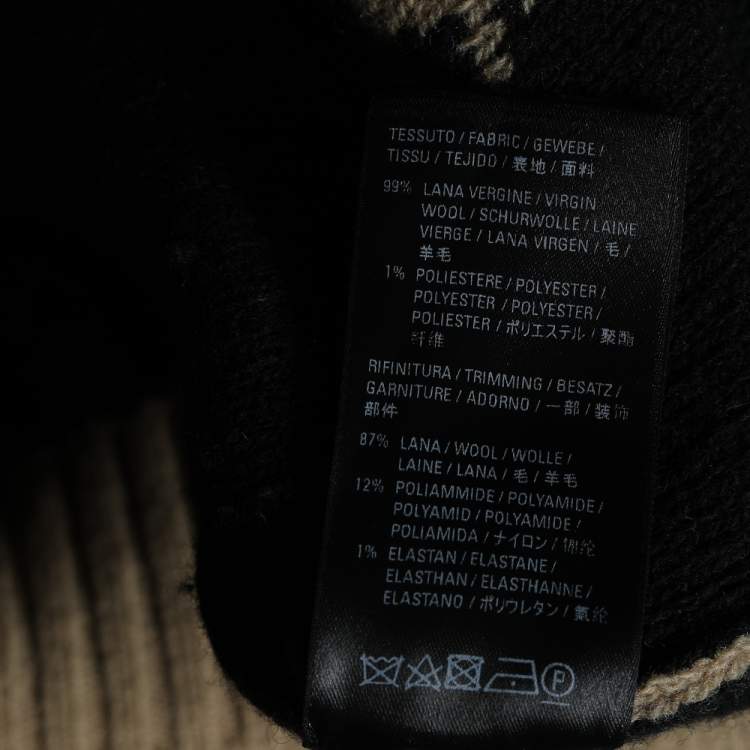 TESSUTO / FABRIC / GEWEBE /
TISSU / TEJIDO / 表地 / 面料
99% LANA VERGINE / VIRGIN
WOOL / SCHURWOLLE / LAINE
VIERGE / LANA VIRGEN / 毛 /
羊毛
1% POLIESTERE / POLYESTER /
POLYESTER / POLYESTER /
POLIESTER / ポリエステル / 聚酯
纤维
RIFINITURA / TRIMMING / BESATZ /
GARNITURE / ADORNO / 一部 / 装饰
部件
87% LANA / WOOL / WOLLE /
LAINE / LANA / 毛 / 羊毛
12% POLIAMMIDE / POLYAMIDE /
POLYAMID / POLYAMIDE /
POLIAMIDA / ナイロン / 锦纶
1% ELASTAN / ELASTANE /
ELASTHAN / ELASTHANNE /
ELASTANO / ポリウレタン / 氨纶
P